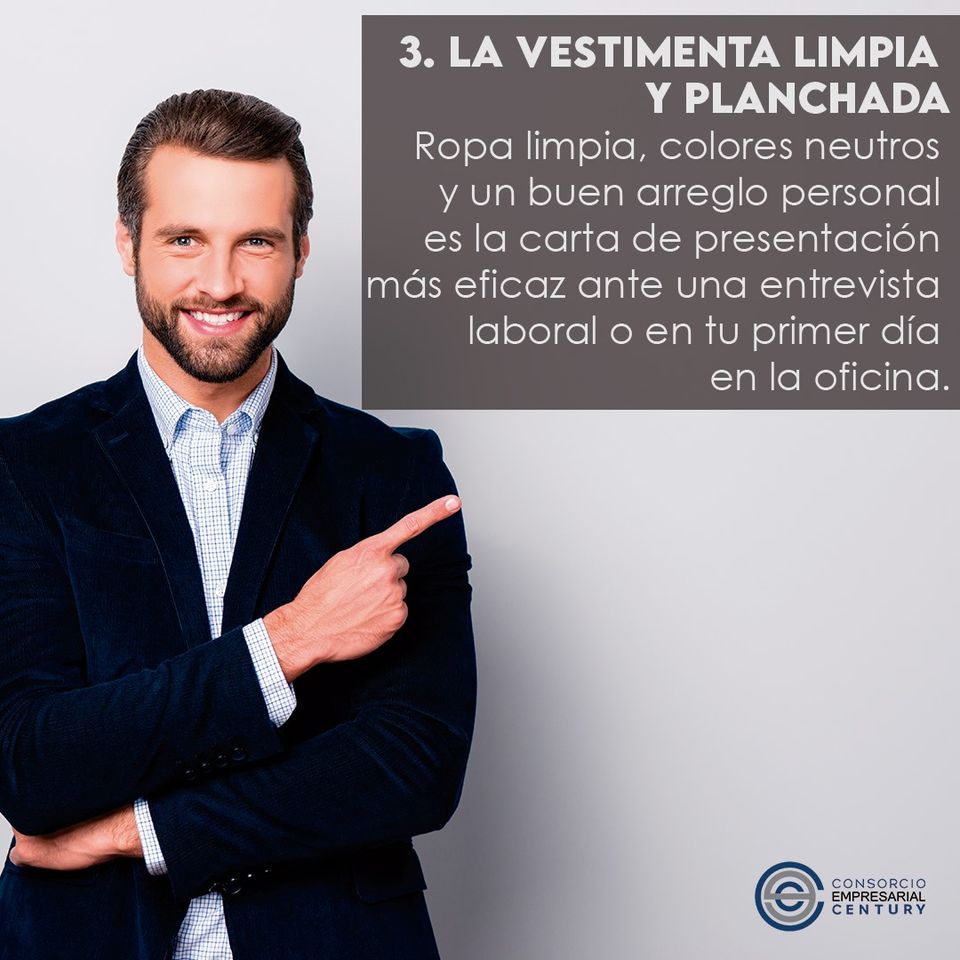 3. LA VESTIMENTA LIMPIA
Y PLANCHADA
Ropa limpia, colores neutros
y un buen arreglo personal
es la carta de presentación
más eficaz ante una entrevista
laboral o en tu primer día
en la oficina.
CONSORCIO
EMPRESARIAL
CENTURY